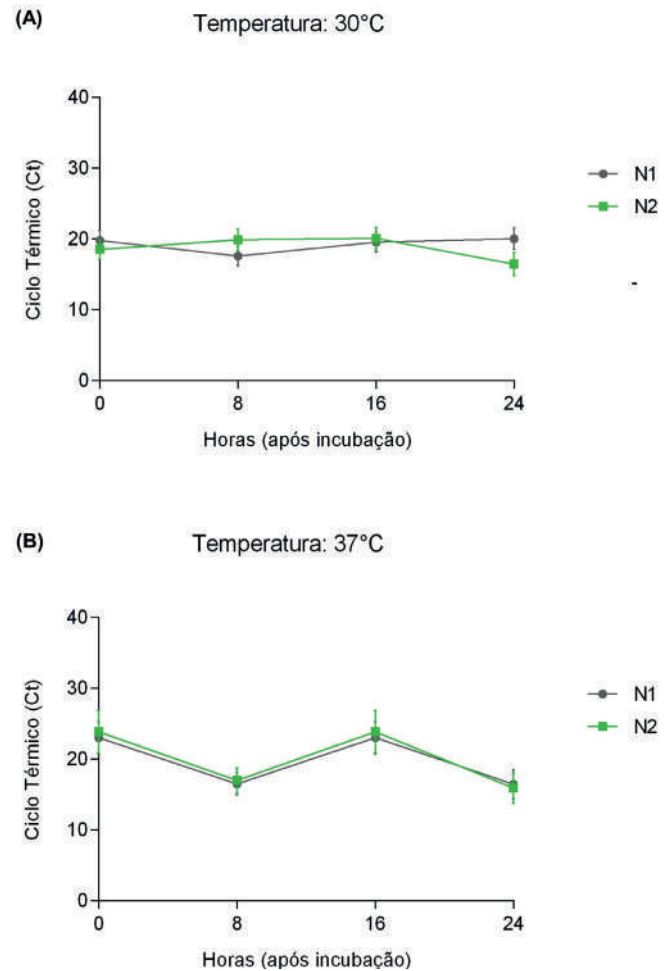 (A)
Temperatura: 30°C
40
30
20
10
0
Ciclo Térmico (Ct)
0 8 16 24
Horas (após incubação)
N1
N2
-
(B)
Temperatura: 37°C
40
30
20
10
0
Ciclo Térmico (Ct)
0 8 16 24
Horas (após incubação)
N1
N2